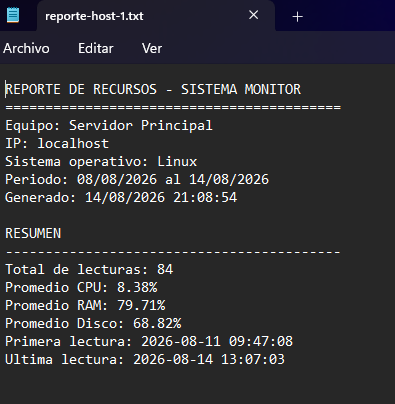 reporte-host-1.txt
Archivo Editar Ver
REPORTE DE RECURSOS - SISTEMA MONITOR
==========================================
Equipo: Servidor Principal
IP: localhost
Sistema operativo: Linux
Periodo: 08/08/2026 al 14/08/2026
Generado: 14/08/2026 21:08:54

RESUMEN
------------------------------------------
Total de lecturas: 84
Promedio CPU: 8.38%
Promedio RAM: 79.71%
Promedio Disco: 68.82%
Primera lectura: 2026-08-11 09:47:08
Ultima lectura: 2026-08-14 13:07:03